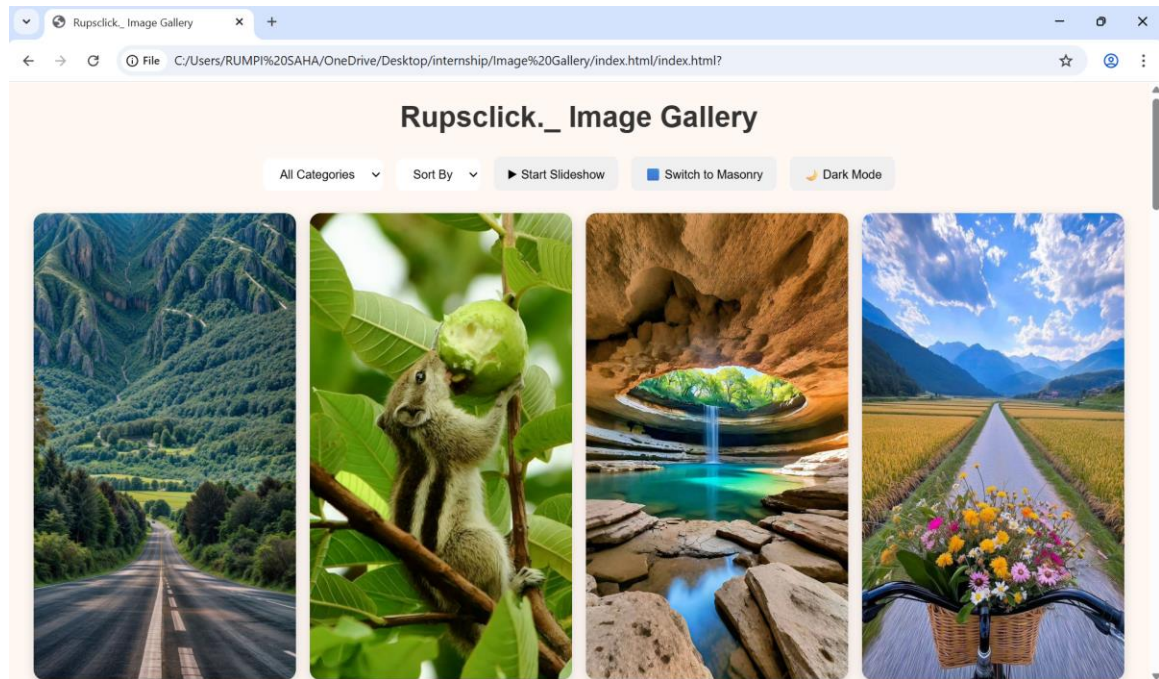 Rupsclick._ Image Gallery
File C:/Users/RUMPI%20SAHA/OneDrive/Desktop/internship/Image%20Gallery/index.html/index.html?
Rupsclick._ Image Gallery
All Categories Sort By ▶ Start Slideshow 🟦 Switch to Masonry 🌙 Dark Mode